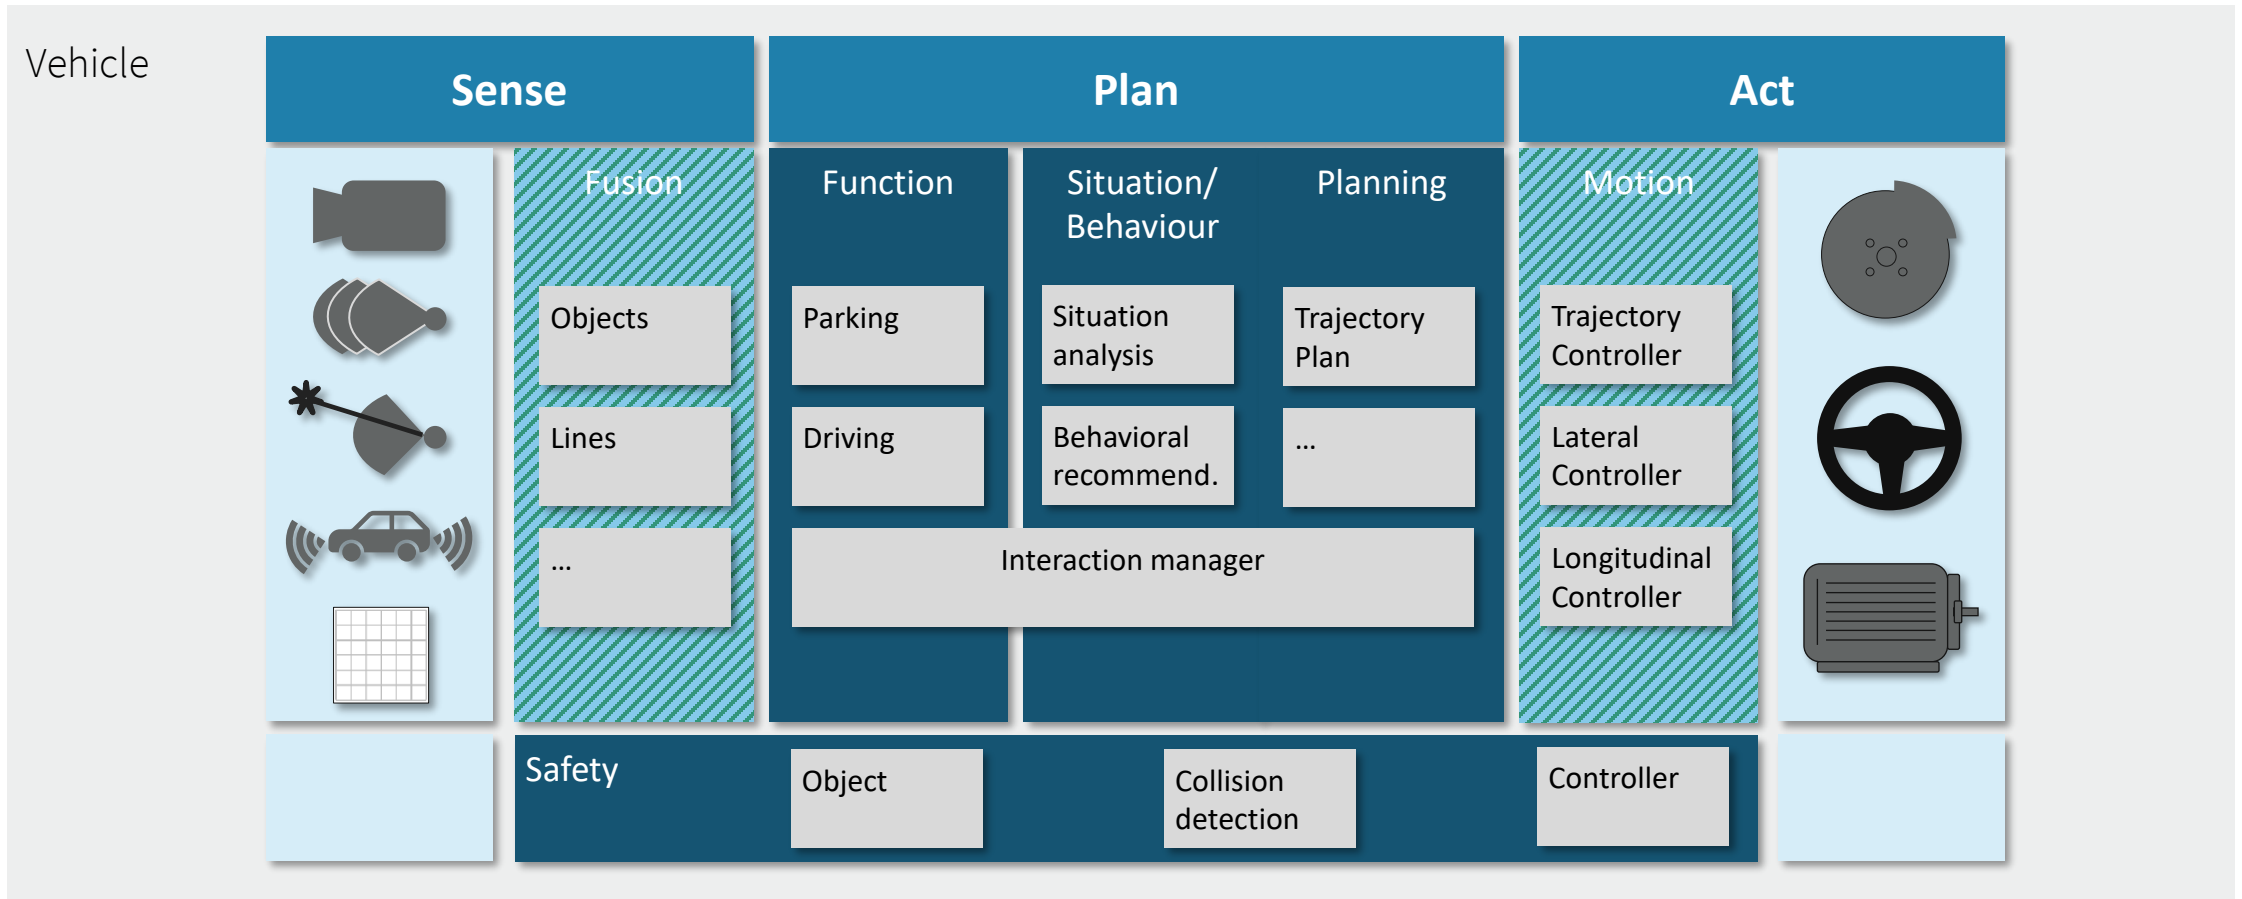 Vehicle
Sense
Plan
Act
Fusion
Function
Situation/
Behaviour
Planning
Motion
Objects
Parking
Situation
analysis
Trajectory
Plan
Trajectory
Controller
Lines
Driving
Behavioral
recommend.
...
Lateral
Controller
...
Interaction manager
Longitudinal
Controller
Safety
Object
Collision
detection
Controller